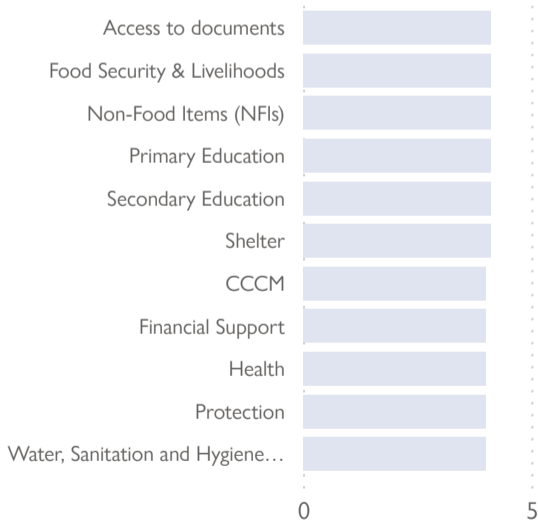 Access to documents
Food Security & Livelihoods
Non-Food Items (NFIs)
Primary Education
Secondary Education
Shelter
CCCM
Financial Support
Health
Protection
Water, Sanitation and Hygiene…
0 5